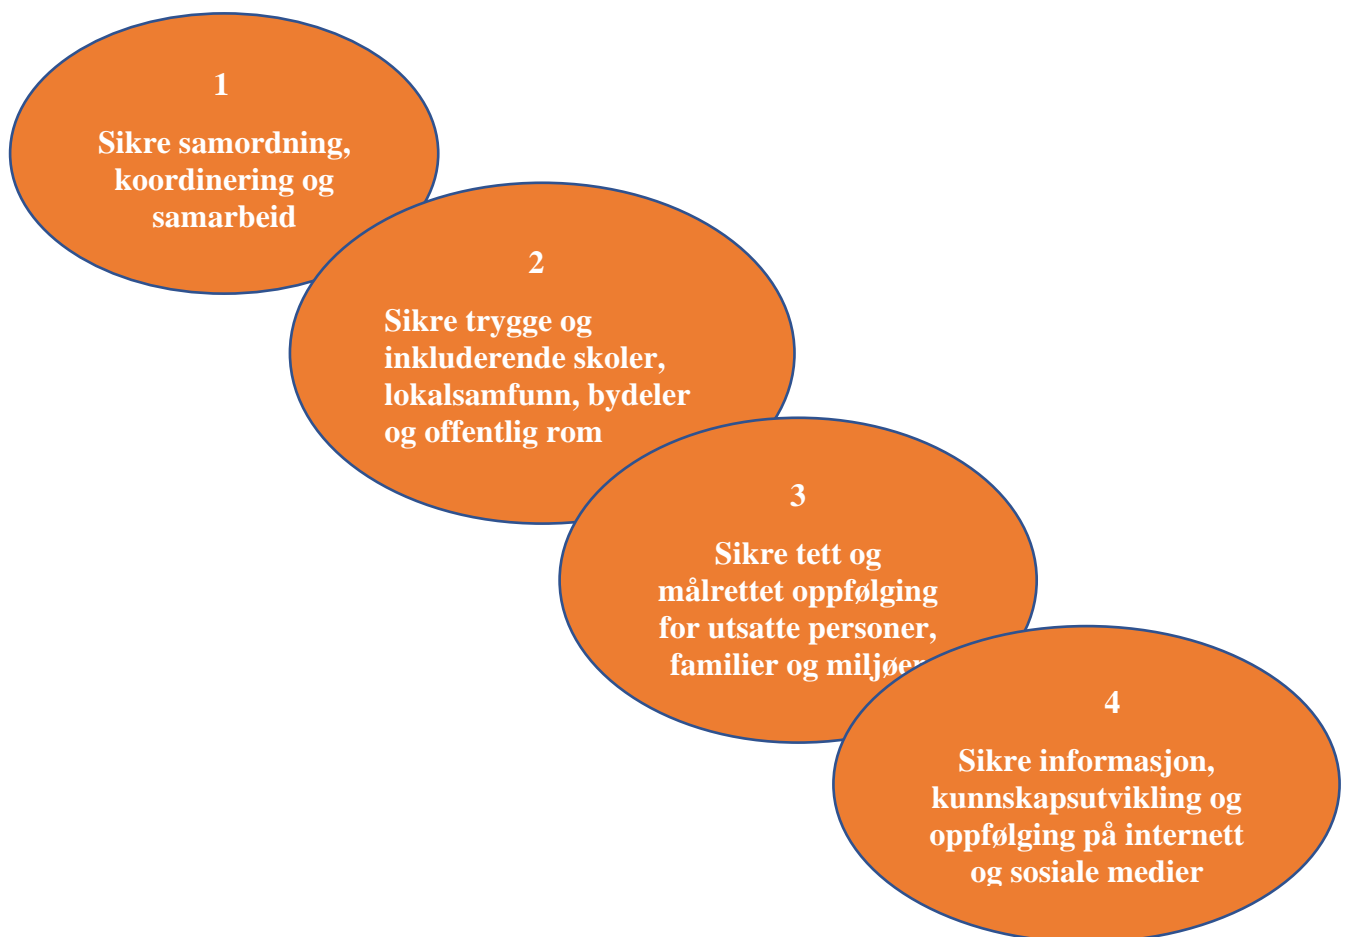 1
Sikre samordning,
koordinering og
samarbeid
2
Sikre trygge og
inkluderende skoler,
lokalsamfunn, bydeler
og offentlig rom
3
Sikre tett og
målrettet oppfølging
for utsatte personer,
familier og miljøer
4
Sikre informasjon,
kunnskapsutvikling og
oppfølging på internett
og sosiale medier